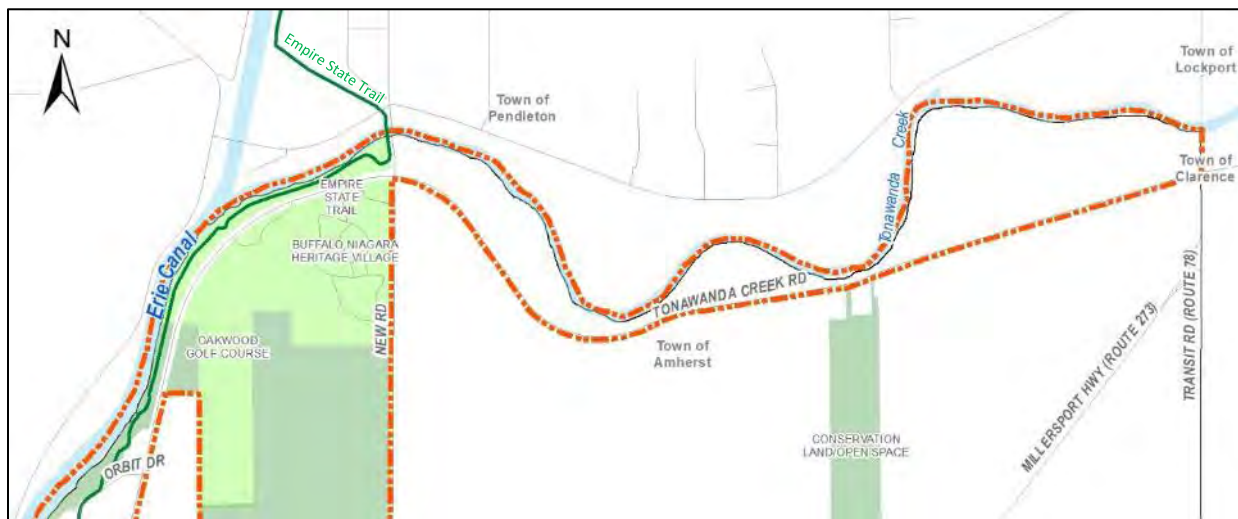 N
Empire State Trail
Town of
Pendleton
Town of
Lockport
Creek
Tonawanda
Town of
Clarence
EMPIRE
STATE
TRAIL
BUFFALO NIAGARA
HERITAGE VILLAGE
Erie Canal
NEW RD
TONAWANDA CREEK RD
OAKWOOD
GOLF COURSE
Town of
Amherst
MILLERSPORT HWY (ROUTE 273)
TRANSIT RD (ROUTE 78)
CONSERVATION
LAND/OPEN SPACE
ORBIT DR